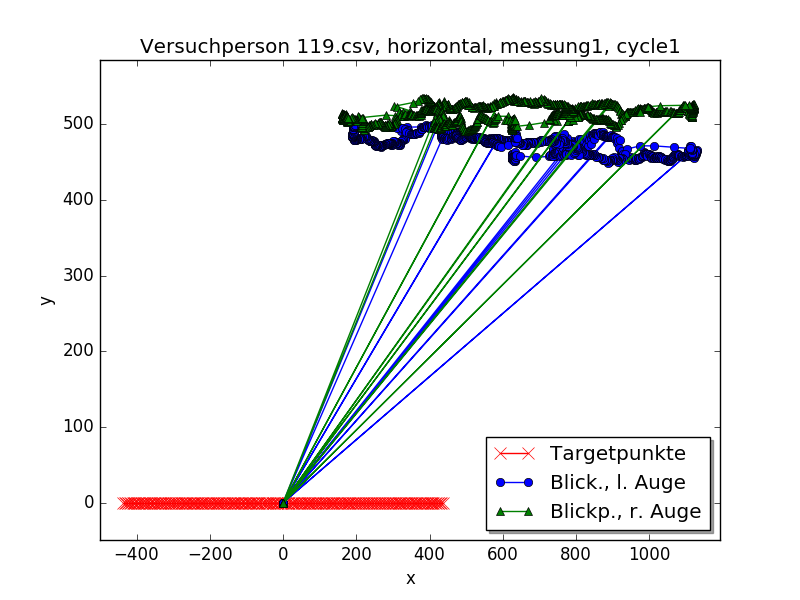 Versuchperson 119.csv, horizontal, messung1, cycle1
y
500
400
300
200
100
0
−400 −200 0 200 400 600 800 1000
x
Targetpunkte
Blick., l. Auge
Blickp., r. Auge